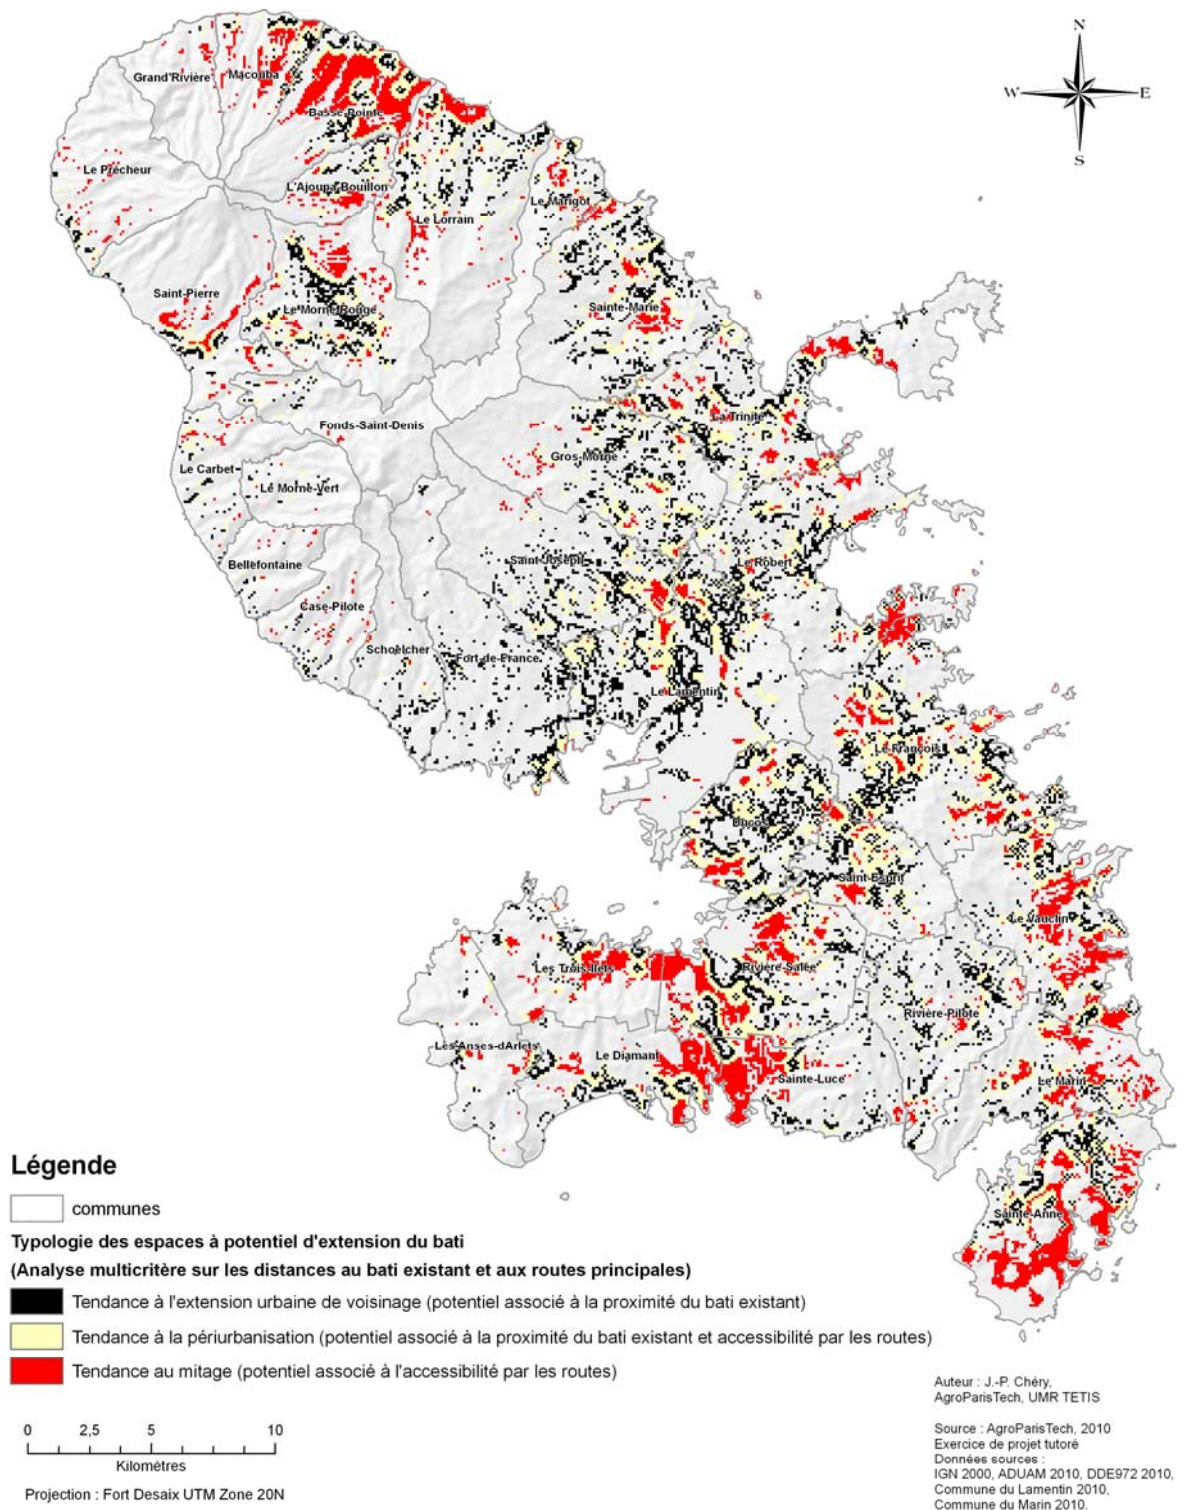 N
W
E
S
Grand'Rivière
Macouba
Basse-Pointe
Le Prêcheur
L'Ajoupa-Bouillon
Le Lorrain
Le Marigot
Saint-Pierre
Le Morne-Rouge
Sainte-Marie
La Trinité
Fonds-Saint-Denis
Gros-Morne
Le Carbet
Le Morne-Vert
Saint-Joseph
Le Robert
Bellefontaine
Case-Pilote
Schoelcher
Fort-de-France
Le Lamentin
Le François
Ducos
Saint-Esprit
Le Vauclin
Les Trois-Ilets
Rivière-Salée
Rivière-Pilote
Les Anses-dArlets
Le Diamant
Sainte-Luce
Le Marin
Sainte-Anne
Légende
communes
Typologie des espaces à potentiel d'extension du bati
(Analyse multicritère sur les distances au bati existant et aux routes principales)
Tendance à l'extension urbaine de voisinage (potentiel associé à la proximité du bati existant)
Tendance à la périurbanisation (potentiel associé à la proximité du bati existant et accessibilité par les routes)
Tendance au mitage (potentiel associé à l'accessibilité par les routes)
0 2,5 5 10
Kilomètres
Projection : Fort Desaix UTM Zone 20N
Auteur : J.-P. Chéry,
AgroParisTech, UMR TETIS
Source : AgroParisTech, 2010
Exercice de projet tutoré
Données sources :
IGN 2000, ADUAM 2010, DDE972 2010,
Commune du Lamentin 2010,
Commune du Marin 2010.